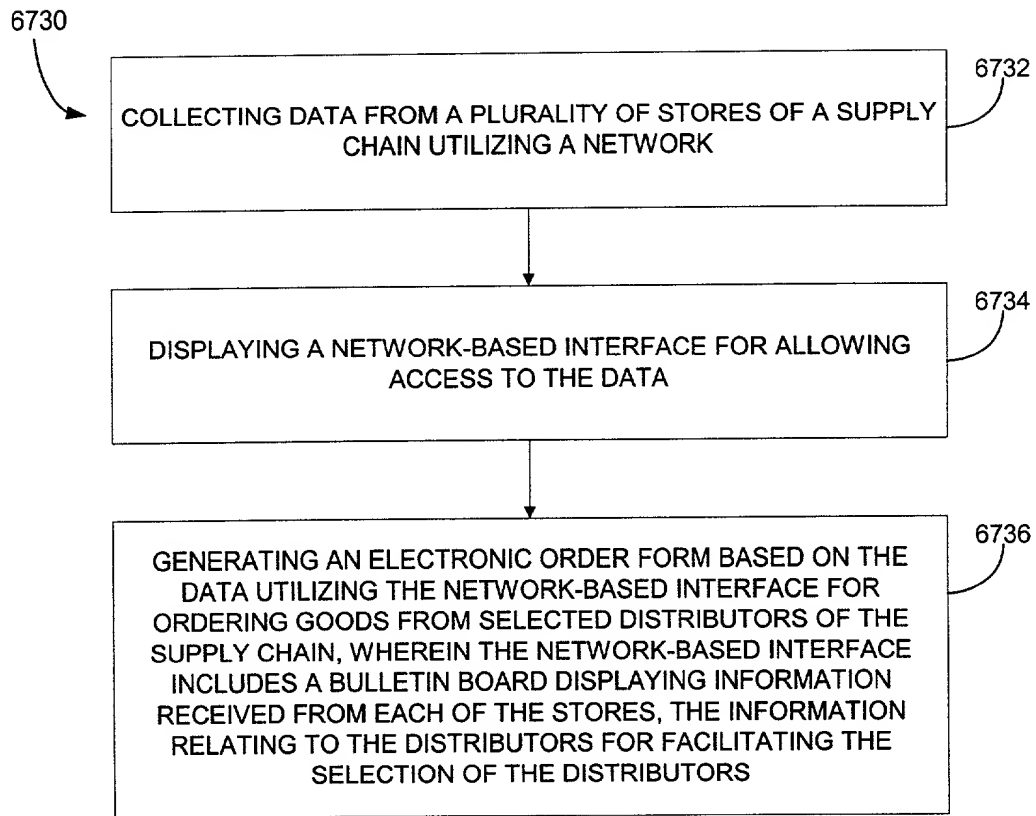 6730
6732
COLLECTING DATA FROM A PLURALITY OF STORES OF A SUPPLY
CHAIN UTILIZING A NETWORK
6734
DISPLAYING A NETWORK-BASED INTERFACE FOR ALLOWING
ACCESS TO THE DATA
6736
GENERATING AN ELECTRONIC ORDER FORM BASED ON THE
DATA UTILIZING THE NETWORK-BASED INTERFACE FOR
ORDERING GOODS FROM SELECTED DISTRIBUTORS OF THE
SUPPLY CHAIN, WHEREIN THE NETWORK-BASED INTERFACE
INCLUDES A BULLETIN BOARD DISPLAYING INFORMATION
RECEIVED FROM EACH OF THE STORES, THE INFORMATION
RELATING TO THE DISTRIBUTORS FOR FACILITATING THE
SELECTION OF THE DISTRIBUTORS